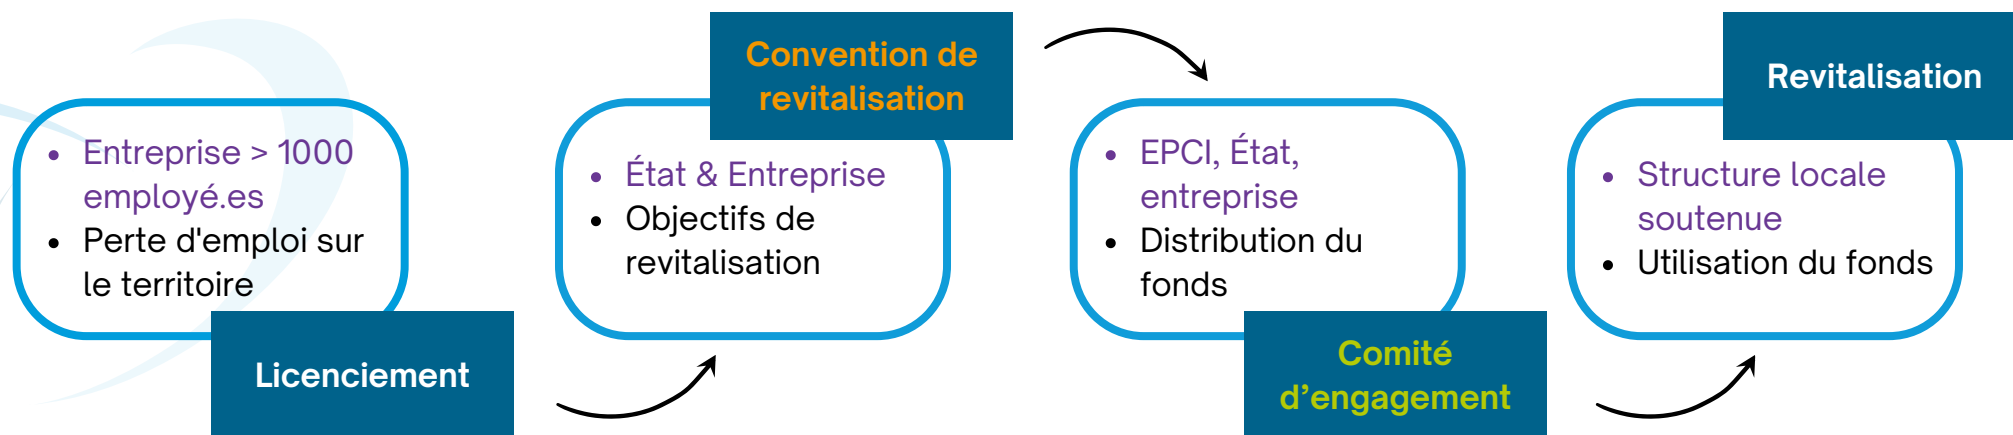 • Entreprise > 1000
employé.es
• Perte d'emploi sur
le territoire
Licenciement
Convention de
revitalisation
• État & Entreprise
• Objectifs de
revitalisation
• EPCI, État,
entreprise
• Distribution du
fonds
Comité
d’engagement
Revitalisation
• Structure locale
soutenue
• Utilisation du fonds